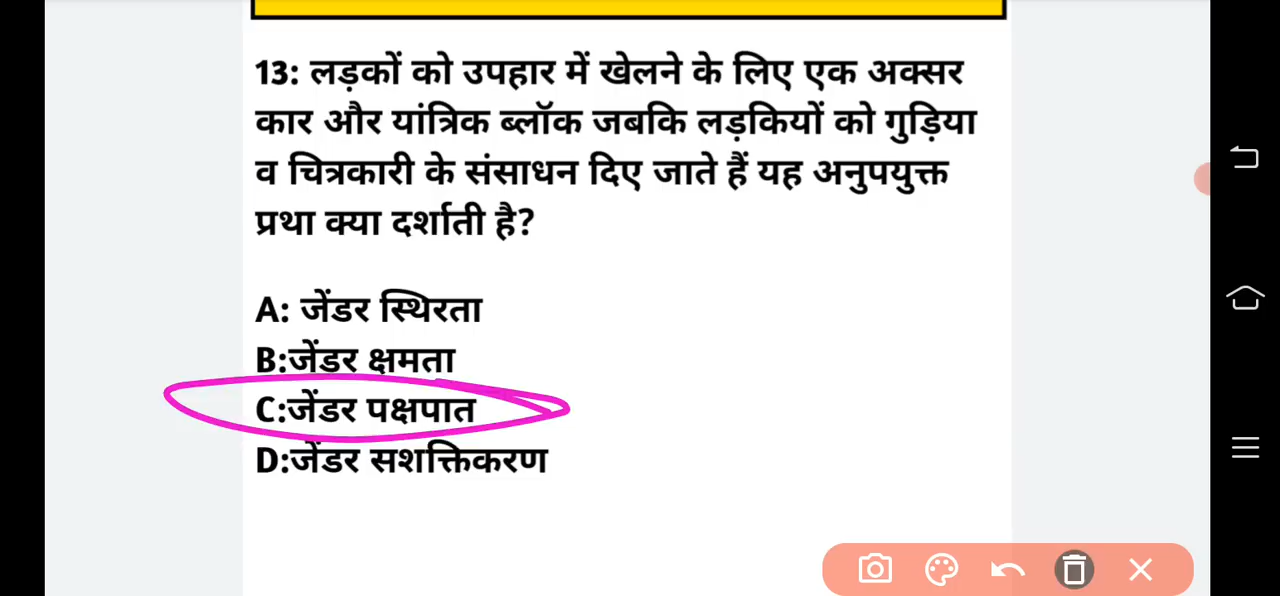 13: लड़कों को उपहार में खेलने के लिए एक अक्सर
कार और यांत्रिक ब्लॉक जबकि लड़कियों को गुड़िया
व चित्रकारी के संसाधन दिए जाते हैं यह अनुपयुक्त
प्रथा क्या दर्शाती है?
A: जेंडर स्थिरता
B:जेंडर क्षमता
C:जेंडर पक्षपात
D:जेंडर सशक्तिकरण